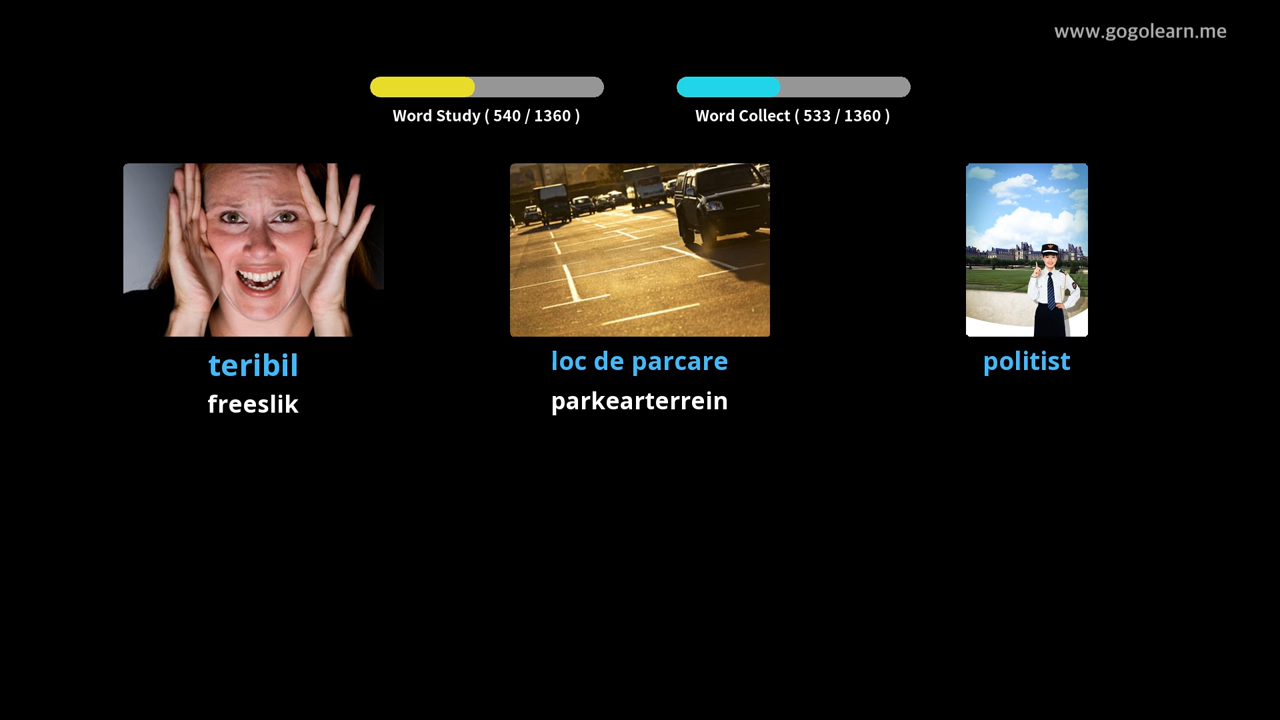 www.gogolearn.me
Word Study ( 540 / 1360 )
Word Collect ( 533 / 1360 )
teribil
loc de parcare
politist
freeslik
parkearterrein